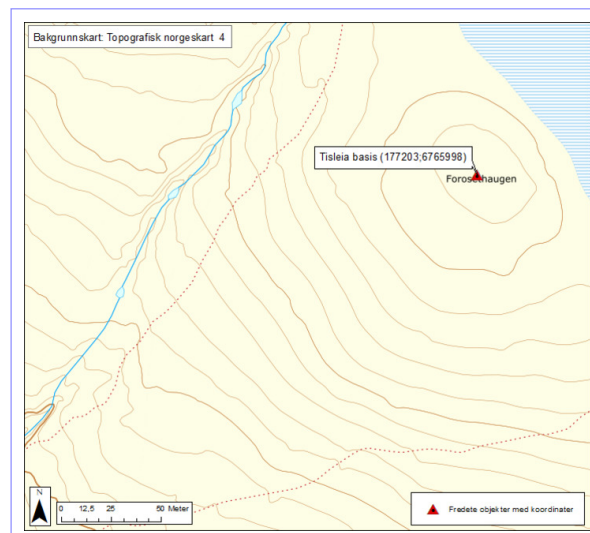 Bakgrunnskart: Topografisk norgeskart 4
Tisleia basis (177203;6765998)
Forosethaugen
N
0 12,5 25 50 Meter
Fredete objekter med koordinater